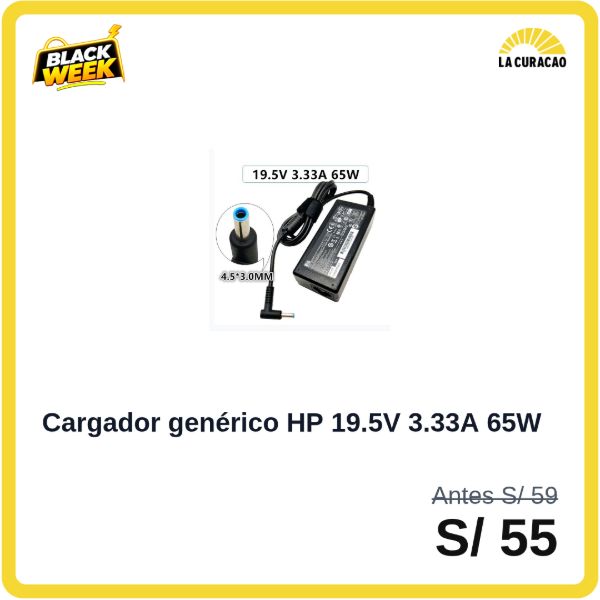 BLACK
WEEK
LA CURACAO
19.5V 3.33A 65W
4.5*3.0MM
Cargador genérico HP 19.5V 3.33A 65W
Antes S/ 59
S/ 55